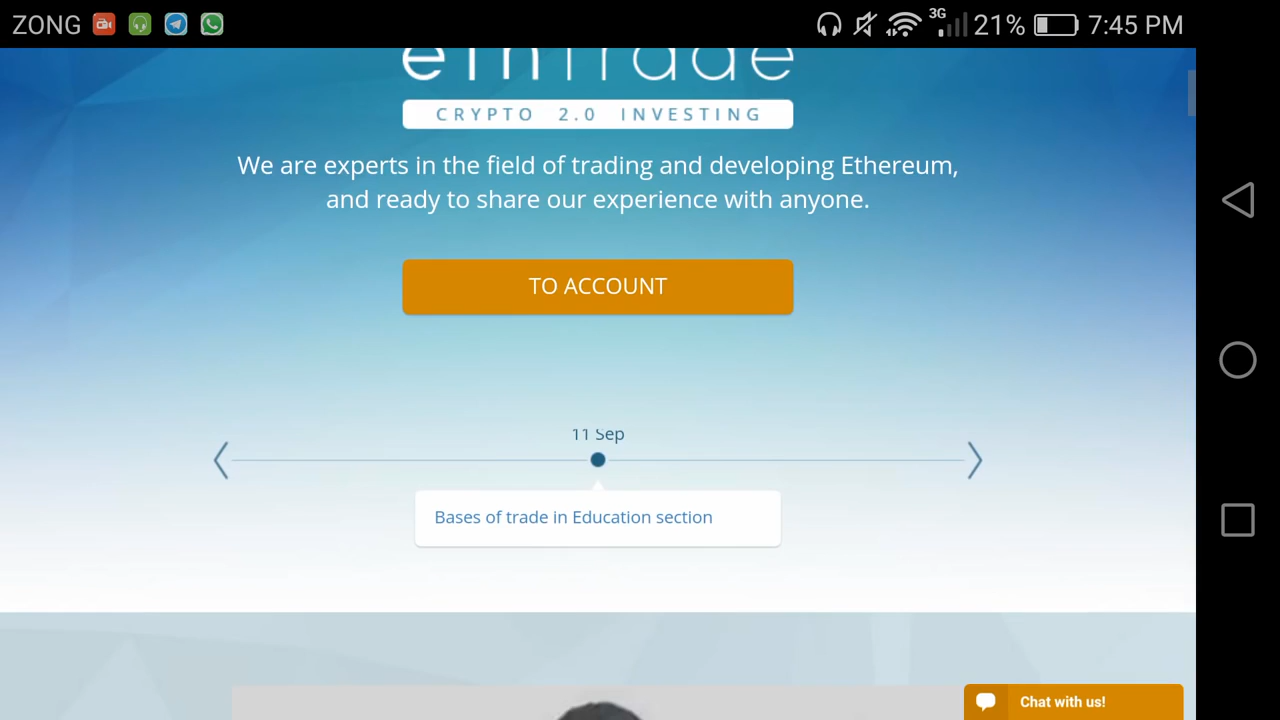 ZONG 3G 21% 7:45 PM
ethtrade
CRYPTO 2.0 INVESTING
We are experts in the field of trading and developing Ethereum,
and ready to share our experience with anyone.
TO ACCOUNT
11 Sep
Bases of trade in Education section
Chat with us!